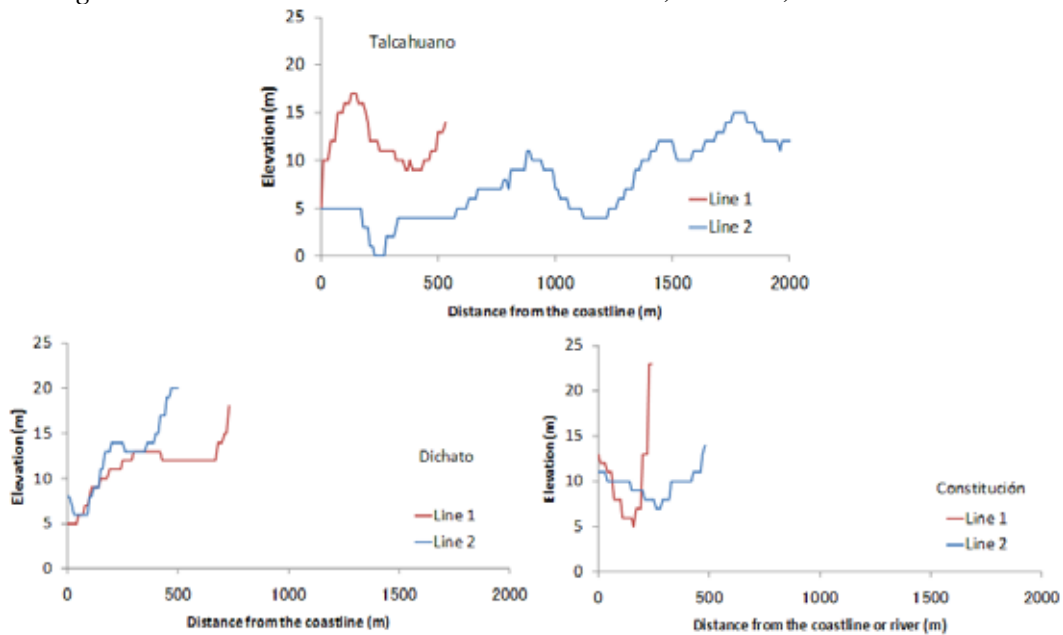 Talcahuano
Elevation (m)
25
20
15
10
5
0
0 500 1000 1500 2000
Line 1
Line 2
Distance from the coastline (m)
Dichato
Elevation (m)
25
20
15
10
5
0
0 500 1000 1500 2000
Line 1
Line 2
Distance from the coastline (m)
Constitución
Elevation (m)
25
20
15
10
5
0
0 500 1000 1500 2000
Line 1
Line 2
Distance from the coastline or river (m)